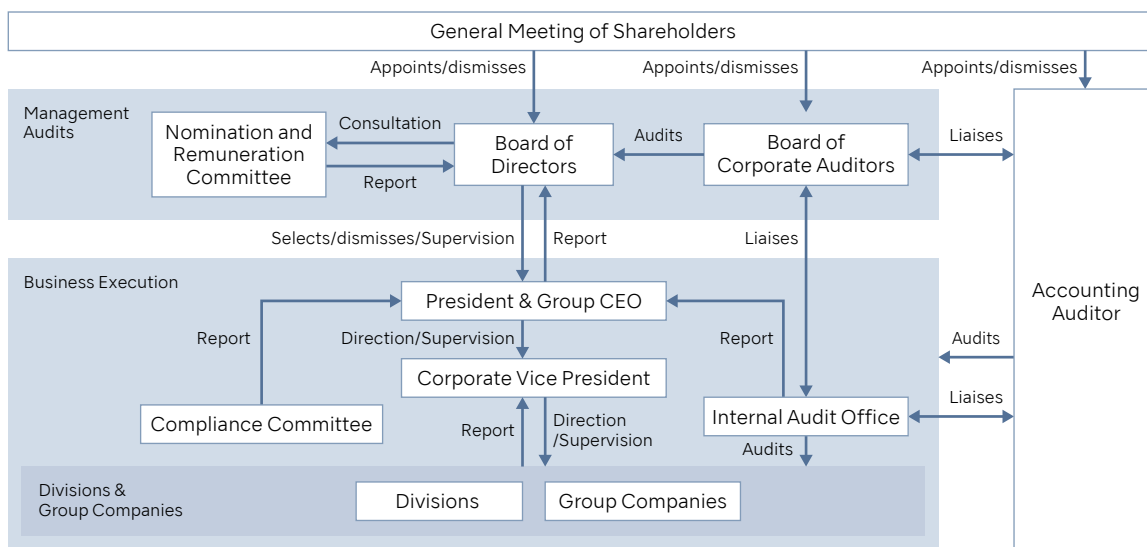 General Meeting of Shareholders
Appoints/dismisses
Appoints/dismisses
Appoints/dismisses
Management
Audits
Nomination and
Remuneration
Committee
Consultation
Report
Board of
Directors
Audits
Board of
Corporate Auditors
Liaises
Selects/dismisses/Supervision
Report
Liaises
Business Execution
President & Group CEO
Accounting
Auditor
Report
Direction/Supervision
Report
Audits
Corporate Vice President
Compliance Committee
Report
Direction
/Supervision
Internal Audit Office
Liaises
Audits
Divisions &
Group Companies
Divisions
Group Companies